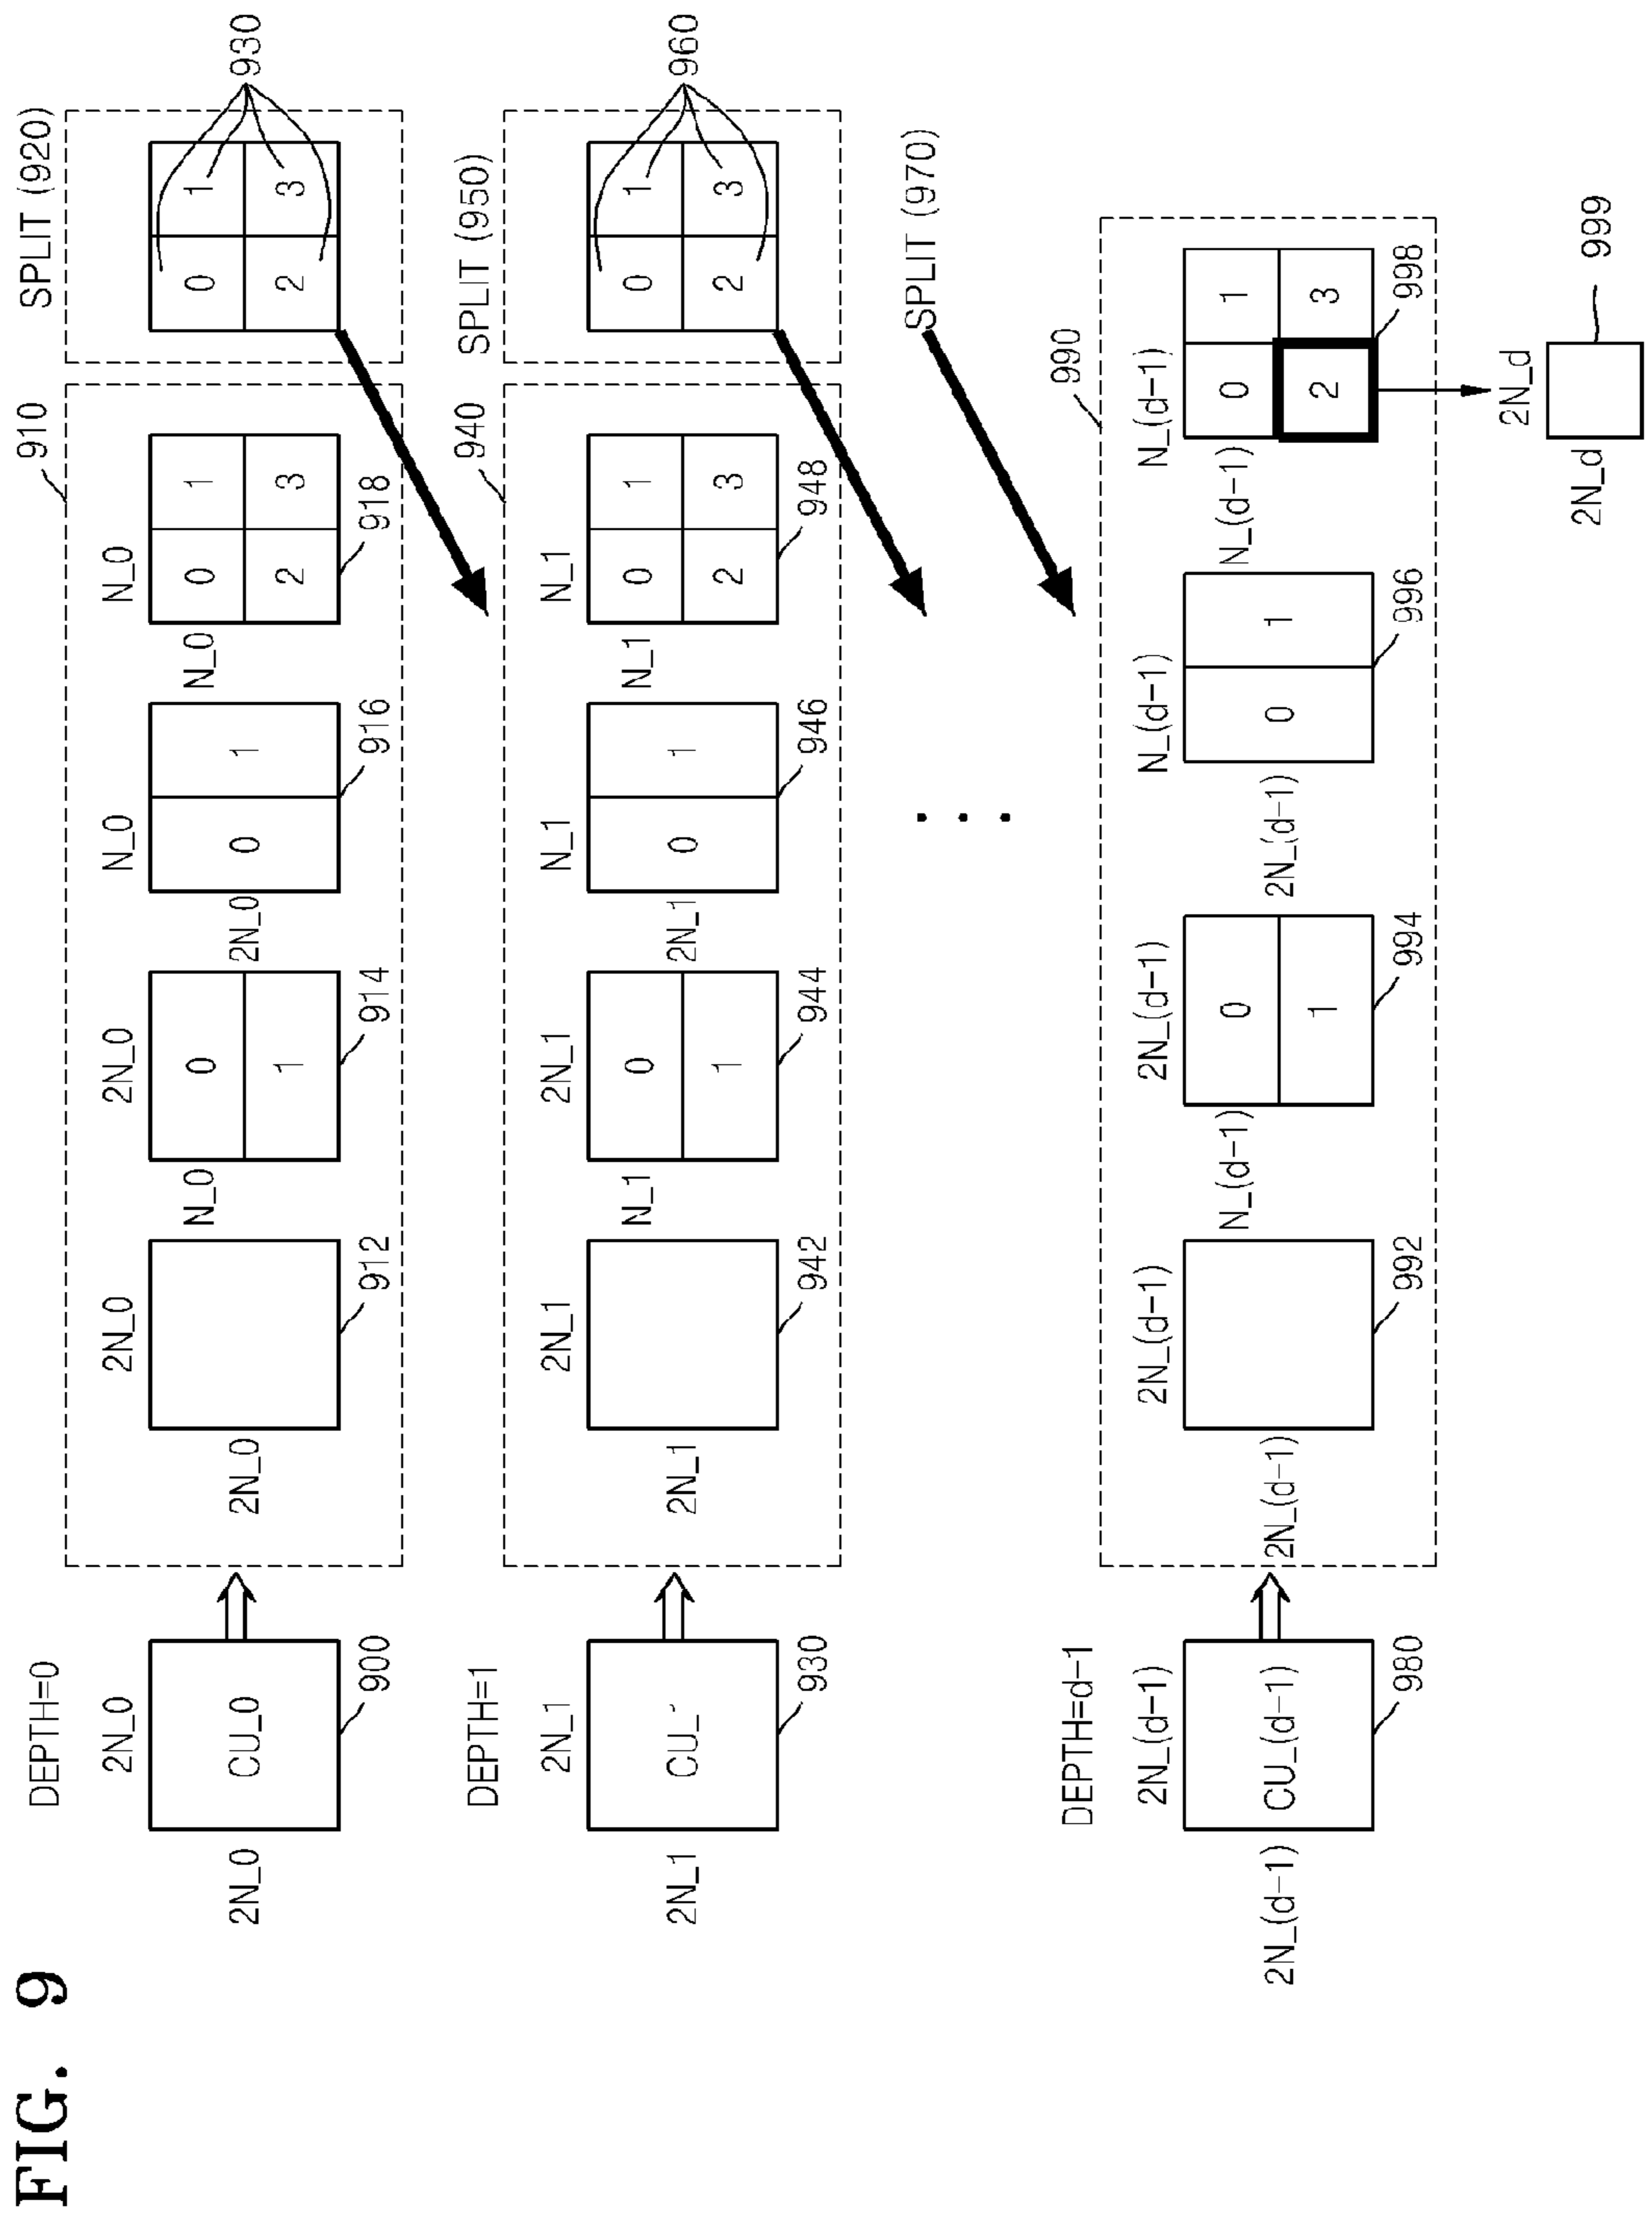 FIG. 9
DEPTH=0
2N_0
2N_0
CU_0
900
910
2N_0
2N_0
912
2N_0
N_0
0
1
914
N_0
2N_0
0 1
916
N_0
N_0
0 1
2 3
918
SPLIT (920)
0 1
2 3
930
DEPTH=1
2N_1
2N_1
930
940
2N_1
2N_1
942
2N_1
N_1
0
1
944
N_1
2N_1
0 1
946
N_1
N_1
0 1
2 3
948
SPLIT (950)
0 1
2 3
960
SPLIT (970)
DEPTH=d-1
2N_(d-1)
2N_(d-1)
CU_(d-1)
980
990
2N_(d-1)
2N_(d-1)
992
2N_(d-1)
N_(d-1)
0
1
994
N_(d-1)
2N_(d-1)
0 1
996
N_(d-1)
N_(d-1)
0 1
2 3
998
2N_d
2N_d
999